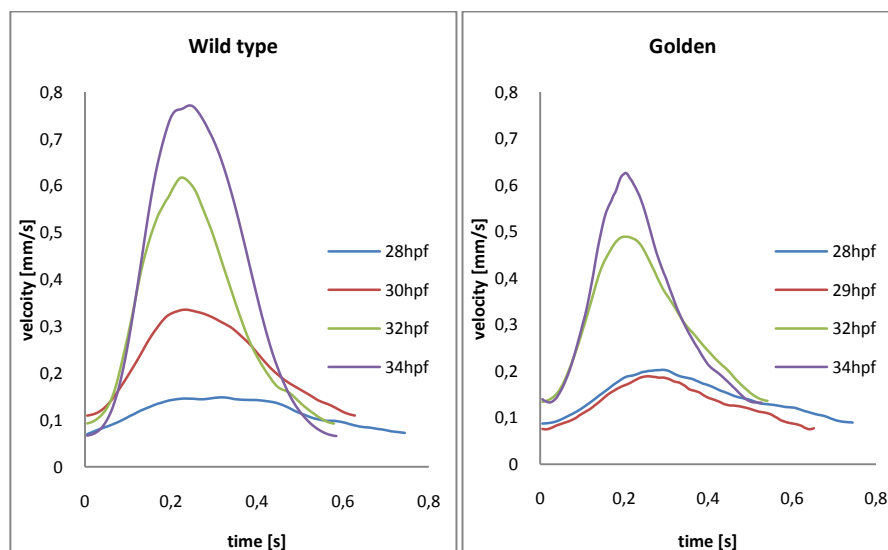 Wild type
0,8
0,7
0,6
0,5
0,4
0,3
0,2
0,1
0
velcoity [mm/s]
0
0,2
0,4
0,6
0,8
time [s]
28hpf
30hpf
32hpf
34hpf
Golden
0,8
0,7
0,6
0,5
0,4
0,3
0,2
0,1
0
velocity [mm/s]
0
0,2
0,4
0,6
0,8
time [s]
28hpf
29hpf
32hpf
34hpf